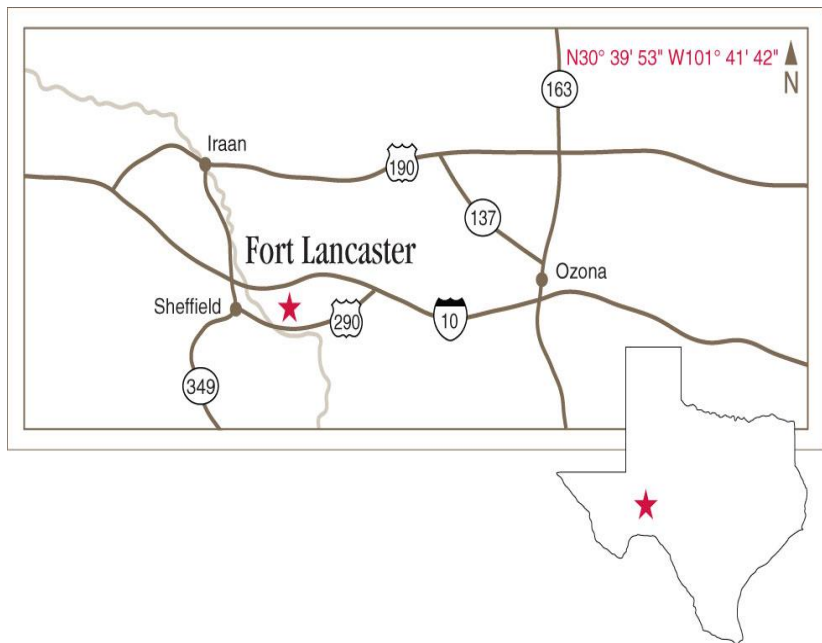 N30° 39' 53" W101° 41' 42"
N
163
Iraan
190
137
Fort Lancaster
Ozona
Sheffield
290
10
349